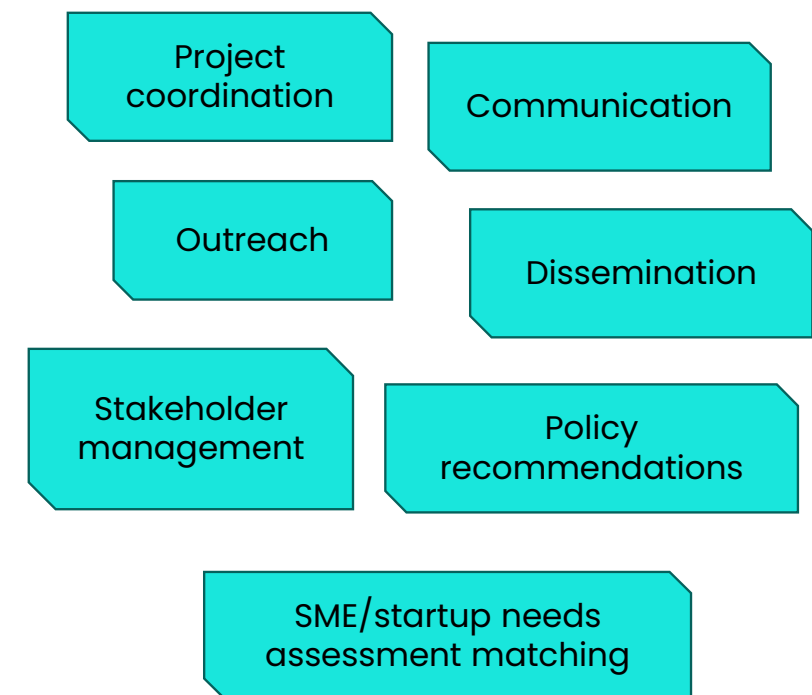 Project
coordination
Communication
Outreach
Dissemination
Stakeholder
management
Policy
recommendations
SME/startup needs
assessment matching